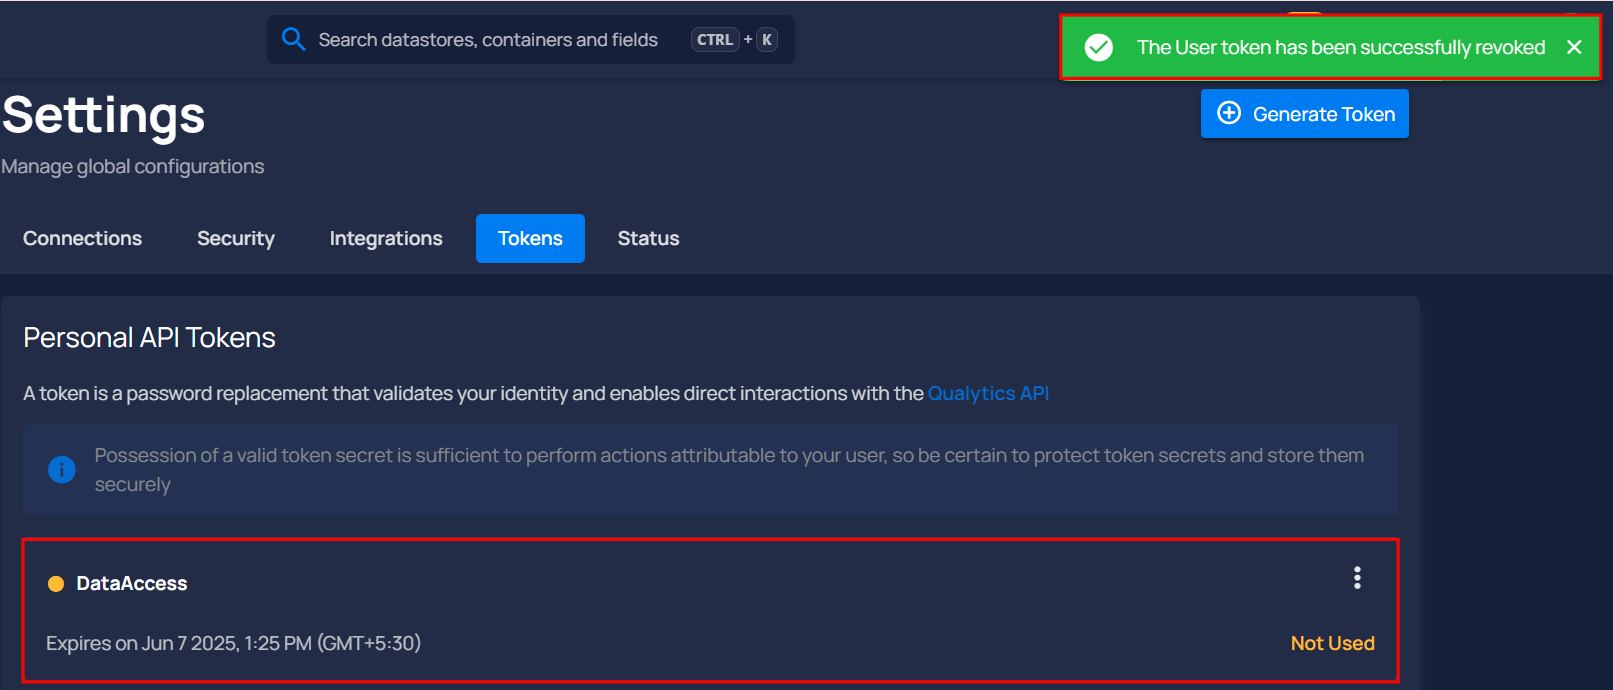 Search datastores, containers and fields CTRL + K
The User token has been successfully revoked
Settings
Generate Token
Manage global configurations
Connections Security Integrations Tokens Status
Personal API Tokens
A token is a password replacement that validates your identity and enables direct interactions with the Qualytics API
Possession of a valid token secret is sufficient to perform actions attributable to your user, so be certain to protect token secrets and store them
securely
DataAccess
Expires on Jun 7 2025, 1:25 PM (GMT+5:30)
Not Used